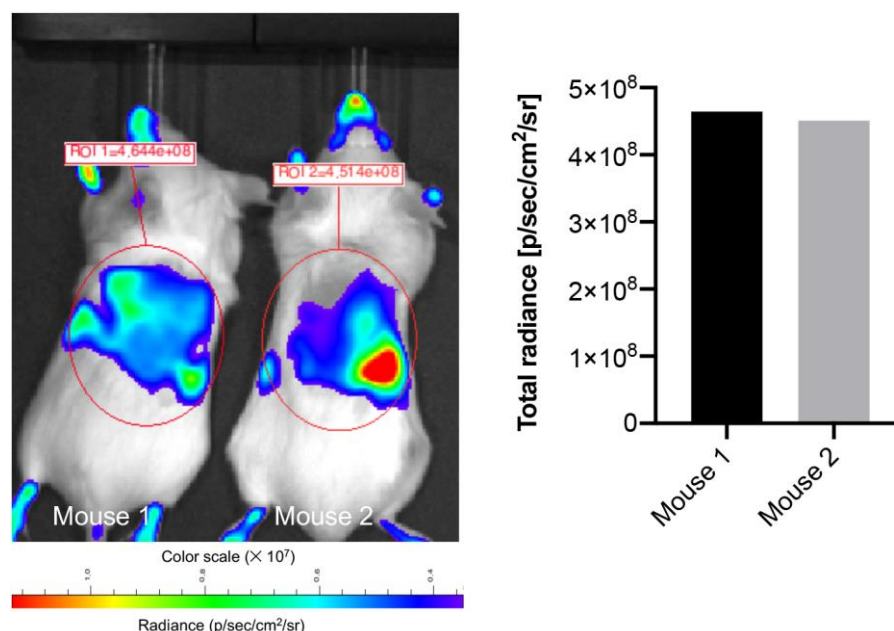 ROI 1=4.644e+08
ROI 2=4.514e+08
Mouse 1
Mouse 2
Color scale (× 10⁷)
1.0
0.8
0.6
0.4
Radiance (p/sec/cm²/sr)
Total radiance [p/sec/cm²/sr]
5×10⁸
4×10⁸
3×10⁸
2×10⁸
1×10⁸
0
Mouse 1
Mouse 2